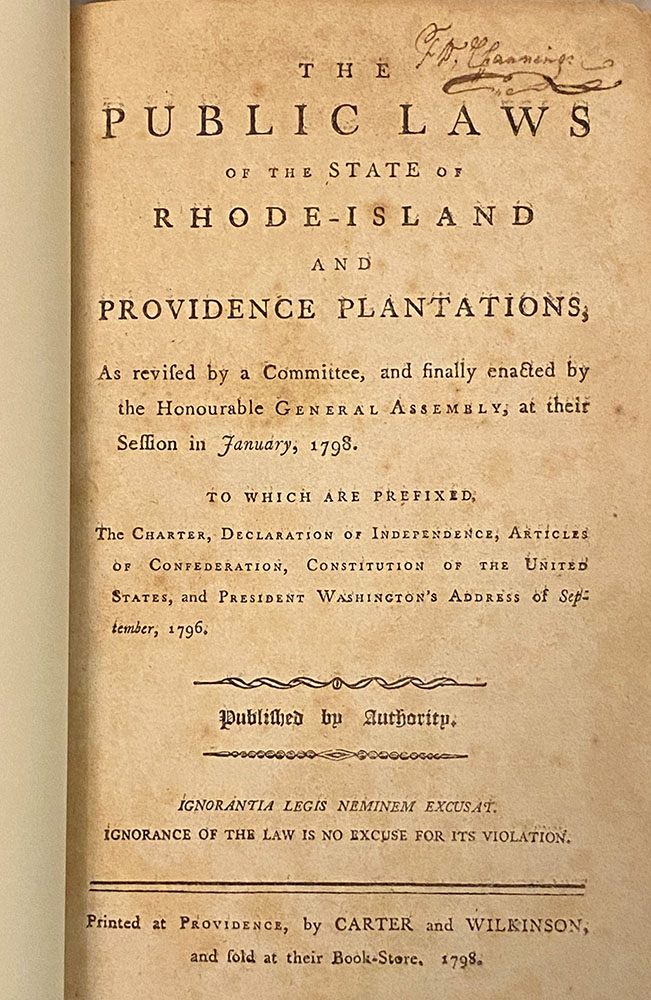 F. D. Channing
THE
PUBLIC LAWS
OF THE STATE OF
RHODE-ISLAND
AND
PROVIDENCE PLANTATIONS,
As reviſed by a Committee, and finally enacted by
the Honourable GENERAL ASSEMBLY, at their
Seſſion in January, 1798.
TO WHICH ARE PREFIXED,
The CHARTER, DECLARATION OF INDEPENDENCE, ARTICLES
OF CONFEDERATION, CONSTITUTION OF THE UNITED
STATES, and PRESIDENT WASHINGTON'S ADDRESS of Sep-
tember, 1796.
Publiſhed by Authority.
IGNORANTIA LEGIS NEMINEM EXCUSAT.
IGNORANCE OF THE LAW IS NO EXCUSE FOR ITS VIOLATION.
Printed at PROVIDENCE, by CARTER and WILKINSON,
and ſold at their Book-Store. 1798.